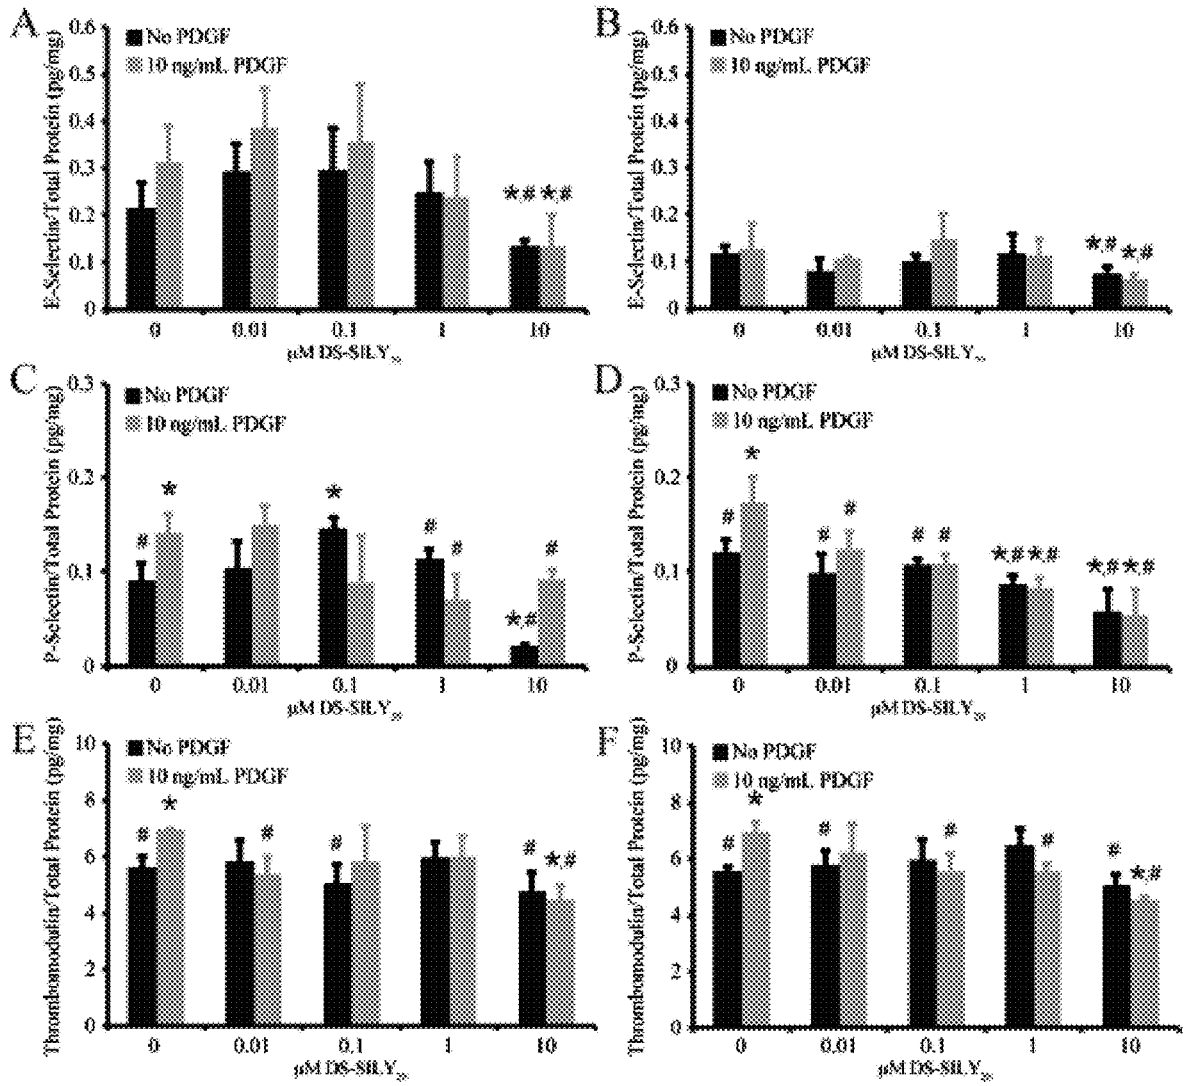 A
E-Selectin/Total Protein (pg/mg)
0.6
0.5
0.4
0.3
0.2
0.1
0
No PDGF
10 ng/mL PDGF
*,# *,#
0 0.01 0.1 1 10
µM DS-SILY₂₀
B
E-Selectin/Total Protein (pg/mg)
0.6
0.5
0.4
0.3
0.2
0.1
0
No PDGF
10 ng/mL PDGF
*,# *,#
0 0.01 0.1 1 10
µM DS-SILY₂₀
C
P-Selectin/Total Protein (pg/mg)
0.3
0.2
0.1
0
No PDGF
10 ng/mL PDGF
# * * # # *,# #
0 0.01 0.1 1 10
µM DS-SILY₂₀
D
P-Selectin/Total Protein (pg/mg)
0.3
0.2
0.1
0
No PDGF
10 ng/mL PDGF
# * # # # # *,# *,# *,# *,#
0 0.01 0.1 1 10
µM DS-SILY₂₀
E
Thrombomodulin/Total Protein (pg/mg)
10
8
6
4
2
0
No PDGF
10 ng/mL PDGF
# * # # # *,#
0 0.01 0.1 1 10
µM DS-SILY₂₀
F
Thrombomodulin/Total Protein (pg/mg)
10
8
6
4
2
0
No PDGF
10 ng/mL PDGF
# * # # # # *,#
0 0.01 0.1 1 10
µM DS-SILY₂₀